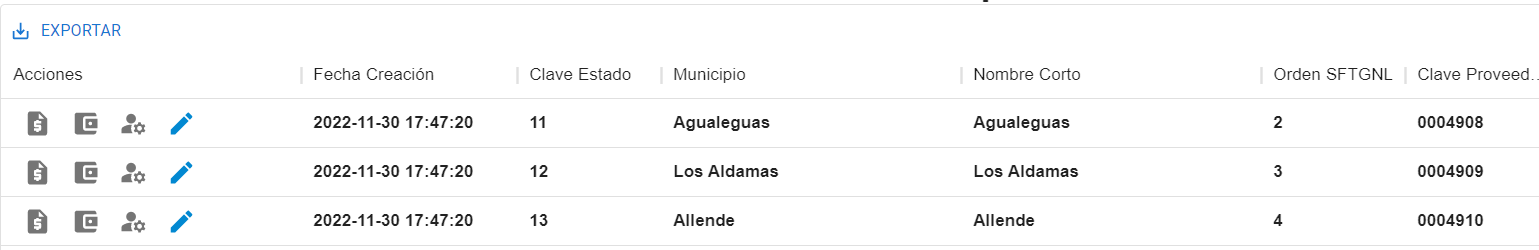 EXPORTAR
Acciones Fecha Creación Clave Estado Municipio Nombre Corto Orden SFTGNL Clave Proveed...
2022-11-30 17:47:20 11 Agualeguas Agualeguas 2 0004908
2022-11-30 17:47:20 12 Los Aldamas Los Aldamas 3 0004909
2022-11-30 17:47:20 13 Allende Allende 4 0004910